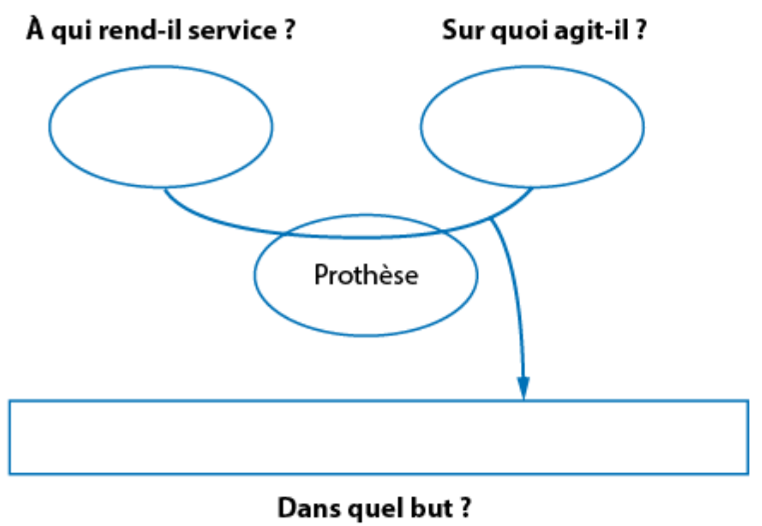 À qui rend-il service ?
Sur quoi agit-il ?
Prothèse
Dans quel but ?